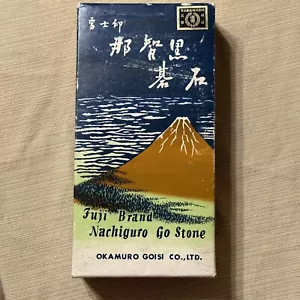 富士印
那智黒
碁石
Fuji Brand
Nachiguro Go Stone
OKAMURO GOISI CO.,LTD.